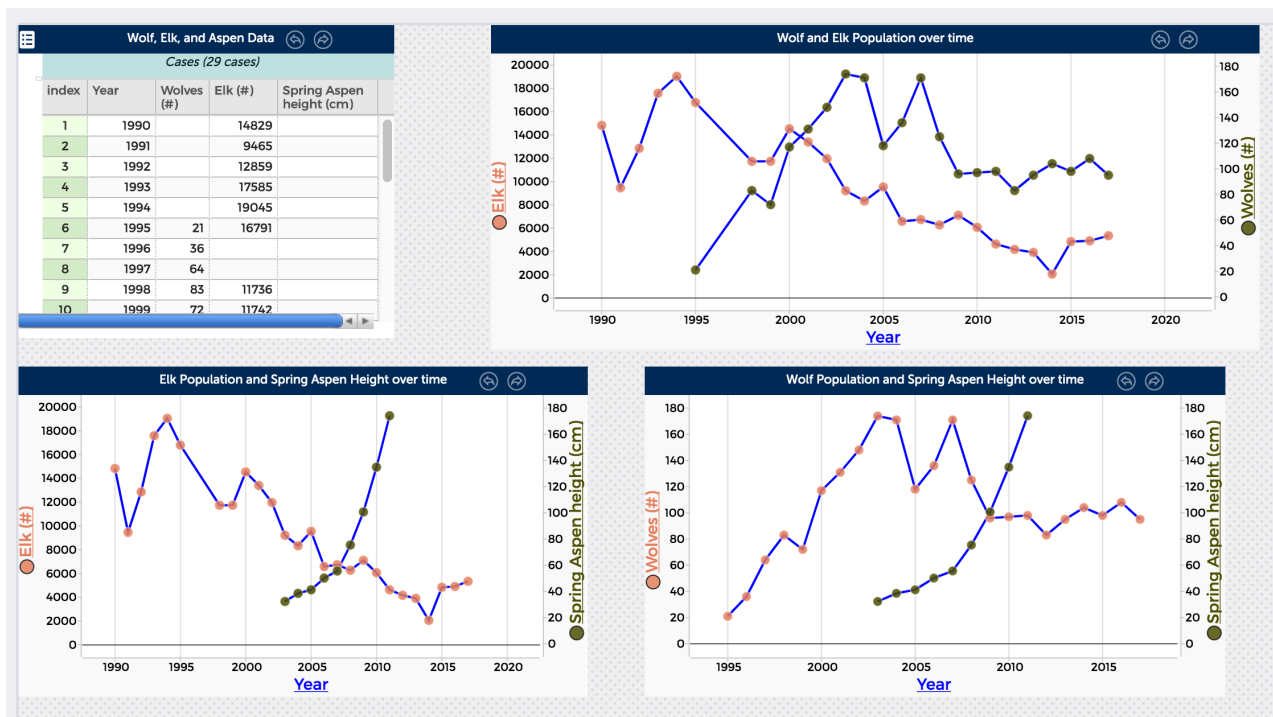 Wolf, Elk, and Aspen Data
Cases (29 cases)
index Year Wolves (#) Elk (#) Spring Aspen height (cm)
1 1990 14829
2 1991 9465
3 1992 12859
4 1993 17585
5 1994 19045
6 1995 21 16791
7 1996 36
8 1997 64
9 1998 83 11736
10 1999 72 11742
Wolf and Elk Population over time
20000
18000
16000
14000
12000
10000
8000
6000
4000
2000
0
Elk (#)
180
160
140
120
100
80
60
40
20
0
Wolves (#)
1990 1995 2000 2005 2010 2015 2020
Year
Elk Population and Spring Aspen Height over time
20000
18000
16000
14000
12000
10000
8000
6000
4000
2000
0
Elk (#)
180
160
140
120
100
80
60
40
20
0
Spring Aspen height (cm)
1990 1995 2000 2005 2010 2015 2020
Year
Wolf Population and Spring Aspen Height over time
180
160
140
120
100
80
60
40
20
0
Wolves (#)
180
160
140
120
100
80
60
40
20
0
Spring Aspen height (cm)
1995 2000 2005 2010 2015
Year